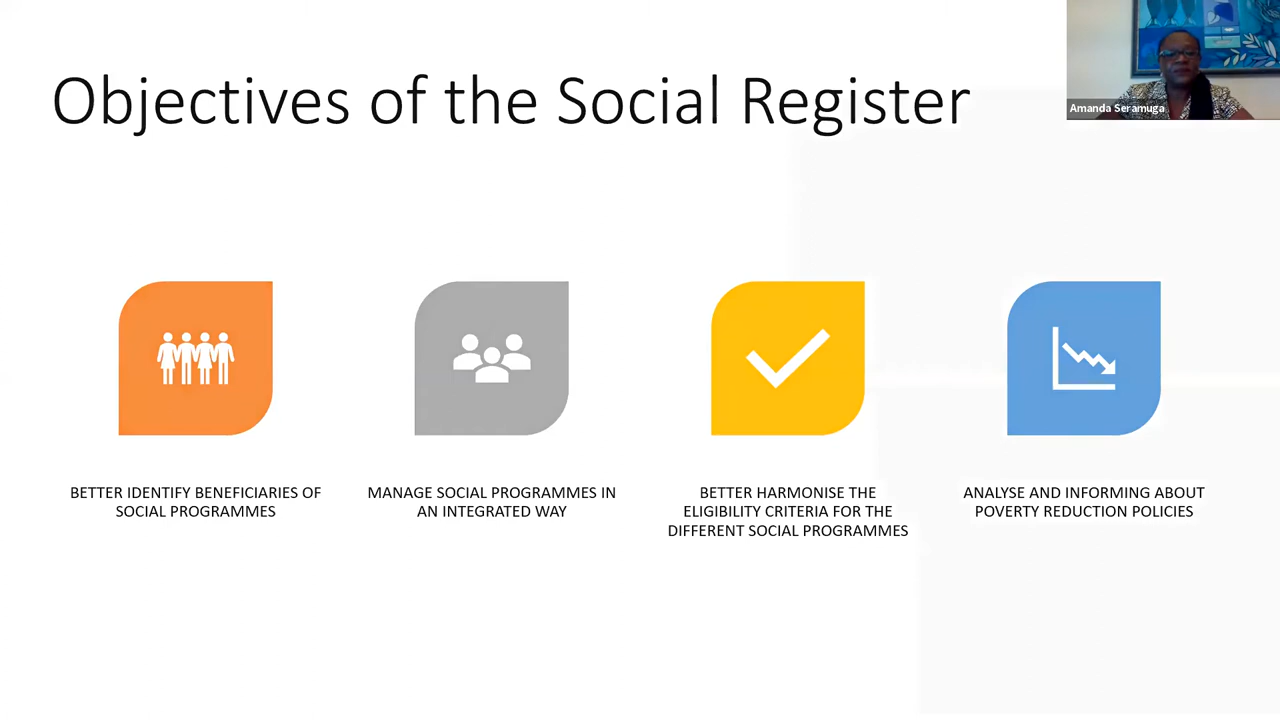 Objectives of the Social Register
Amanda Seramuga
BETTER IDENTIFY BENEFICIARIES OF
SOCIAL PROGRAMMES
MANAGE SOCIAL PROGRAMMES IN
AN INTEGRATED WAY
BETTER HARMONISE THE
ELIGIBILITY CRITERIA FOR THE
DIFFERENT SOCIAL PROGRAMMES
ANALYSE AND INFORMING ABOUT
POVERTY REDUCTION POLICIES